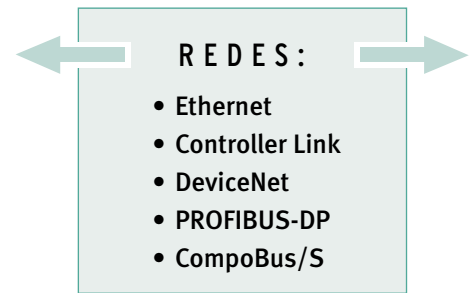 REDES:
• Ethernet
• Controller Link
• DeviceNet
• PROFIBUS-DP
• CompoBus/S